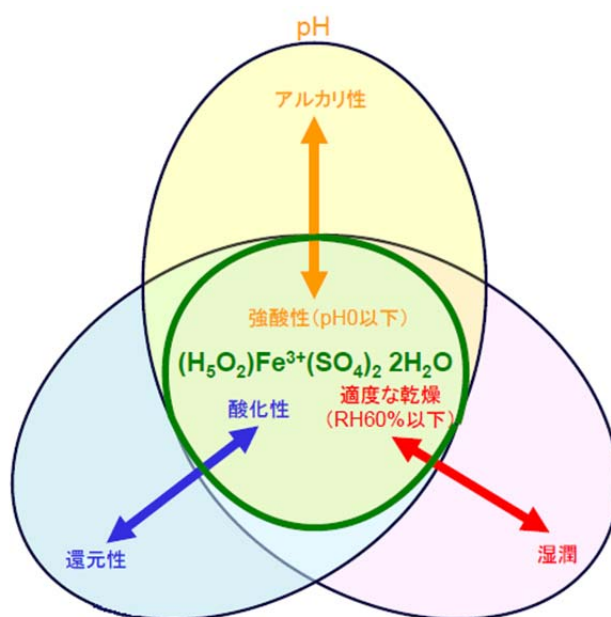 pH
アルカリ性
強酸性(pH0以下)
(H₅O₂)Fe³⁺(SO₄)₂ 2H₂O
酸化性
適度な乾燥
(RH60%以下)
還元性
湿潤